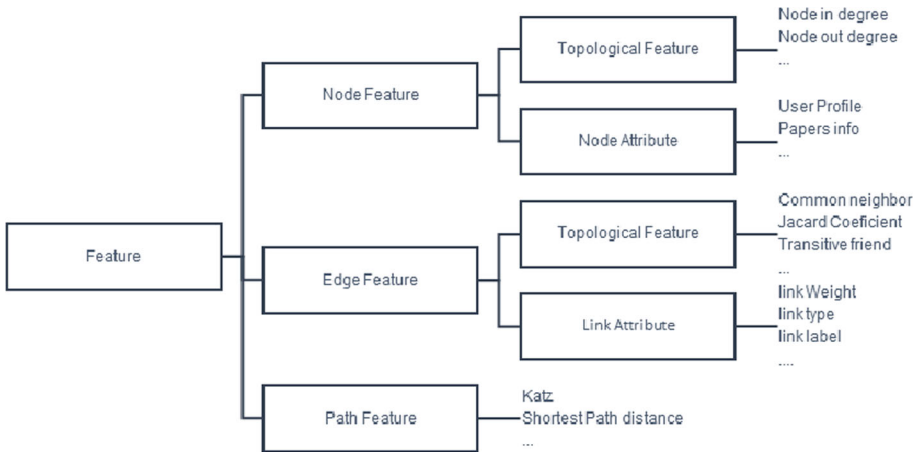 Feature
Node Feature
Topological Feature
Node in degree
Node out degree
...
Node Attribute
User Profile
Papers info
...
Edge Feature
Topological Feature
Common neighbor
Jacard Coeficient
Transitive friend
...
Link Attribute
link Weight
link type
link label
....
Path Feature
Katz
Shortest Path distance
...